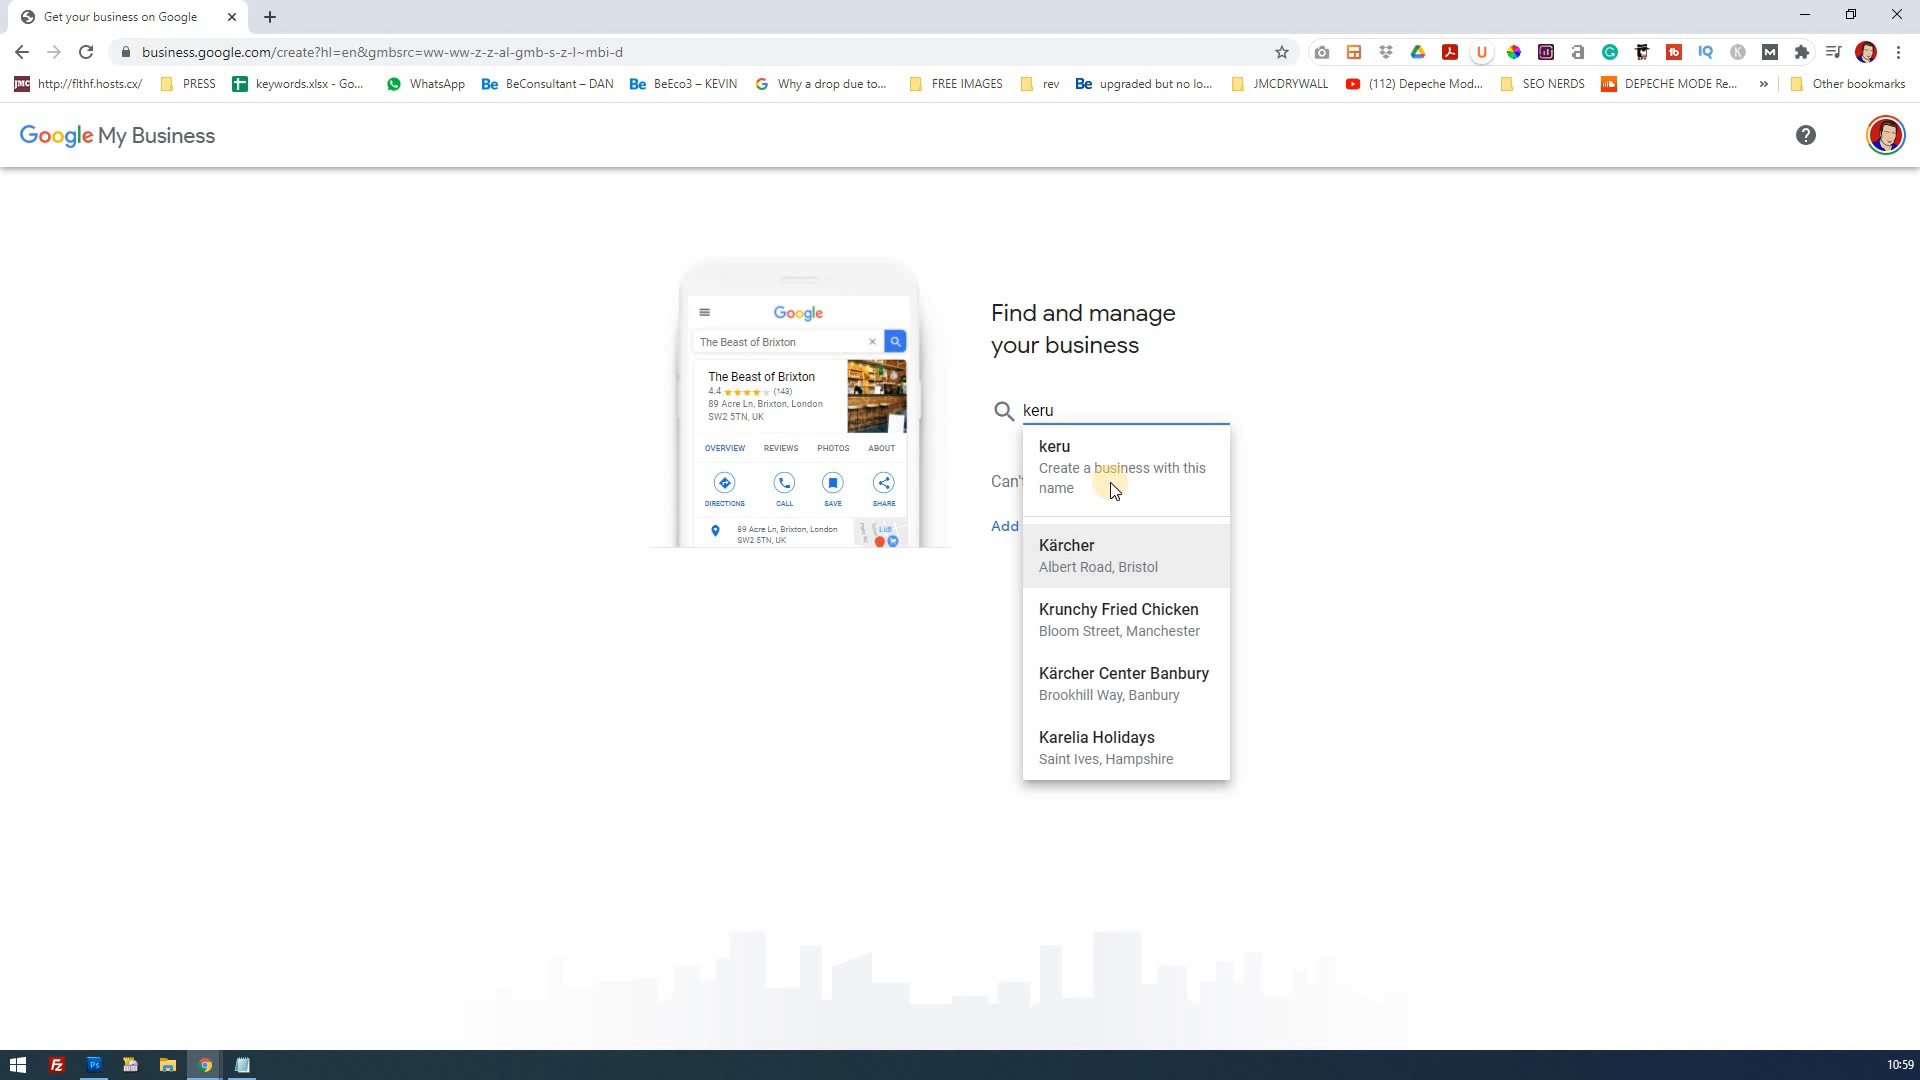 Get your business on Google
business.google.com/create?hl=en&gmbsrc=ww-ww-z-z-al-gmb-s-z-l~mbi-d
http://flthf.hosts.cx/ PRESS keywords.xlsx - Go... WhatsApp BeConsultant – DAN BeEco3 – KEVIN Why a drop due to... FREE IMAGES rev upgraded but no lo... JMCDRYWALL (112) Depeche Mod... SEO NERDS DEPECHE MODE Re... » Other bookmarks
Google My Business
Google
The Beast of Brixton
The Beast of Brixton
4.4 (143)
89 Acre Ln, Brixton, London
SW2 5TN, UK
OVERVIEW REVIEWS PHOTOS ABOUT
DIRECTIONS CALL SAVE SHARE
89 Acre Ln, Brixton, London
SW2 5TN, UK
Lidl
Find and manage
your business
keru
keru
Create a business with this
name
Can't
Add
Kärcher
Albert Road, Bristol
Krunchy Fried Chicken
Bloom Street, Manchester
Kärcher Center Banbury
Brookhill Way, Banbury
Karelia Holidays
Saint Ives, Hampshire
10:59